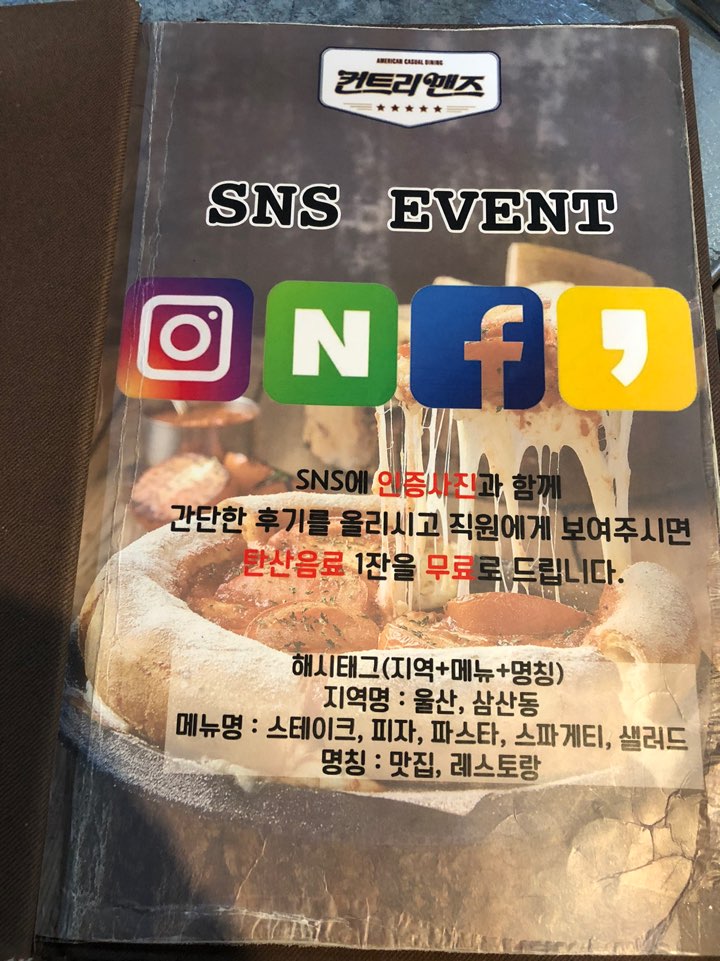 AMERICAN CASUAL DINING
컨트리맨즈
SNS EVENT
N
f
SNS에 인증사진과 함께
간단한 후기를 올리시고 직원에게 보여주시면
탄산음료 1잔을 무료로 드립니다.
해시태그(지역+메뉴+명칭)
지역명 : 울산, 삼산동
메뉴명 : 스테이크, 피자, 파스타, 스파게티, 샐러드
명칭 : 맛집, 레스토랑